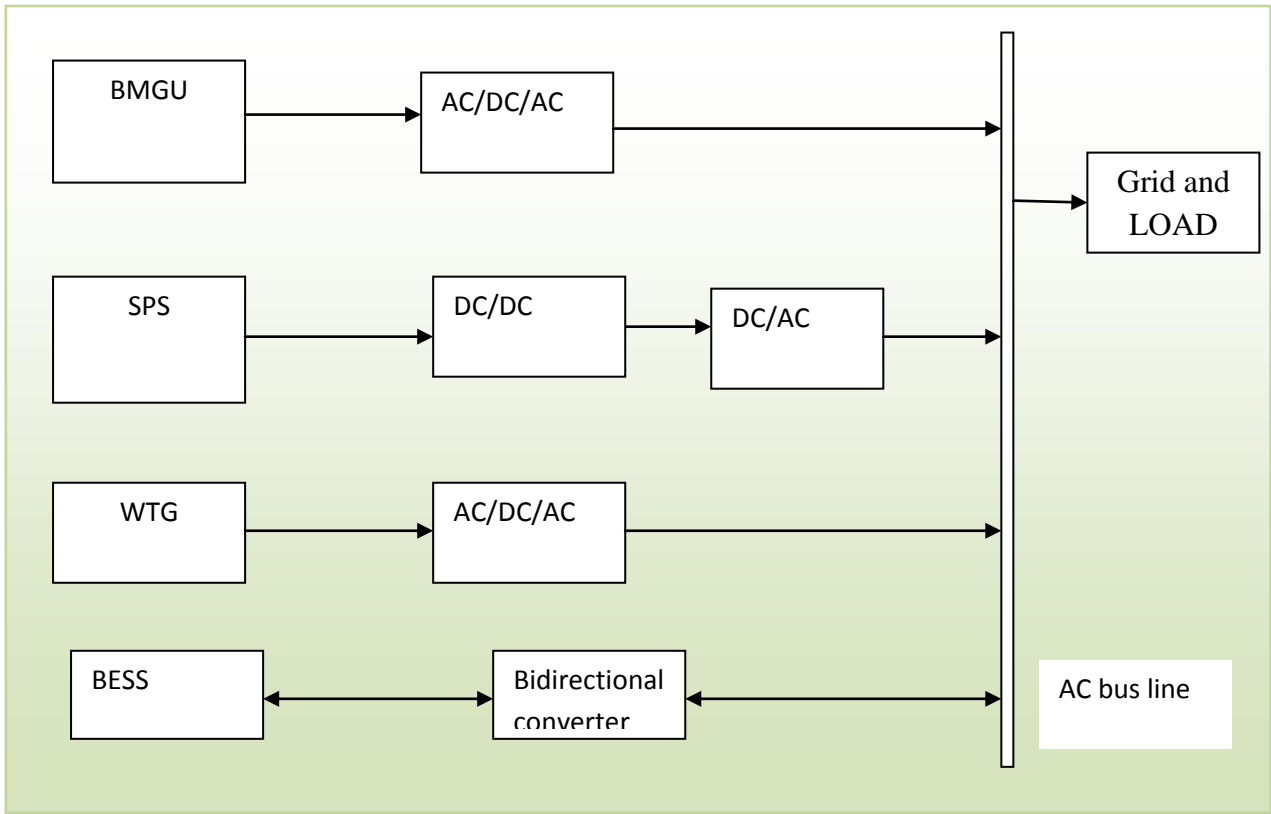 BMGU
AC/DC/AC
Grid and
LOAD
SPS
DC/DC
DC/AC
WTG
AC/DC/AC
BESS
Bidirectional
converter
AC bus line